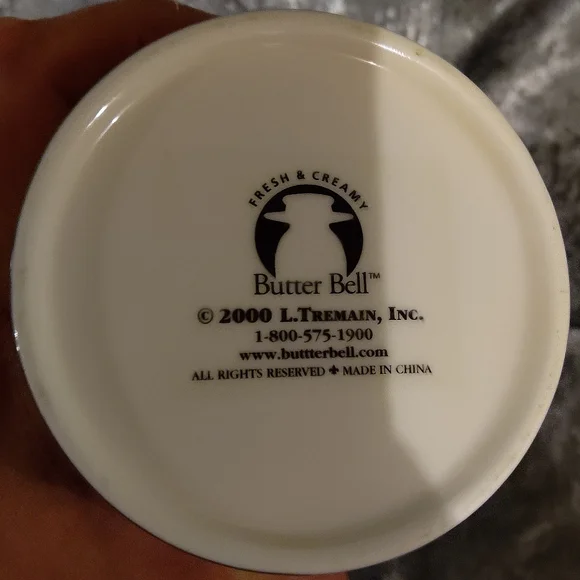 FRESH & CREAMY
Butter Bell™
© 2000 L.TREMAIN, INC.
1-800-575-1900
www.buttterbell.com
ALL RIGHTS RESERVED ⚜ MADE IN CHINA